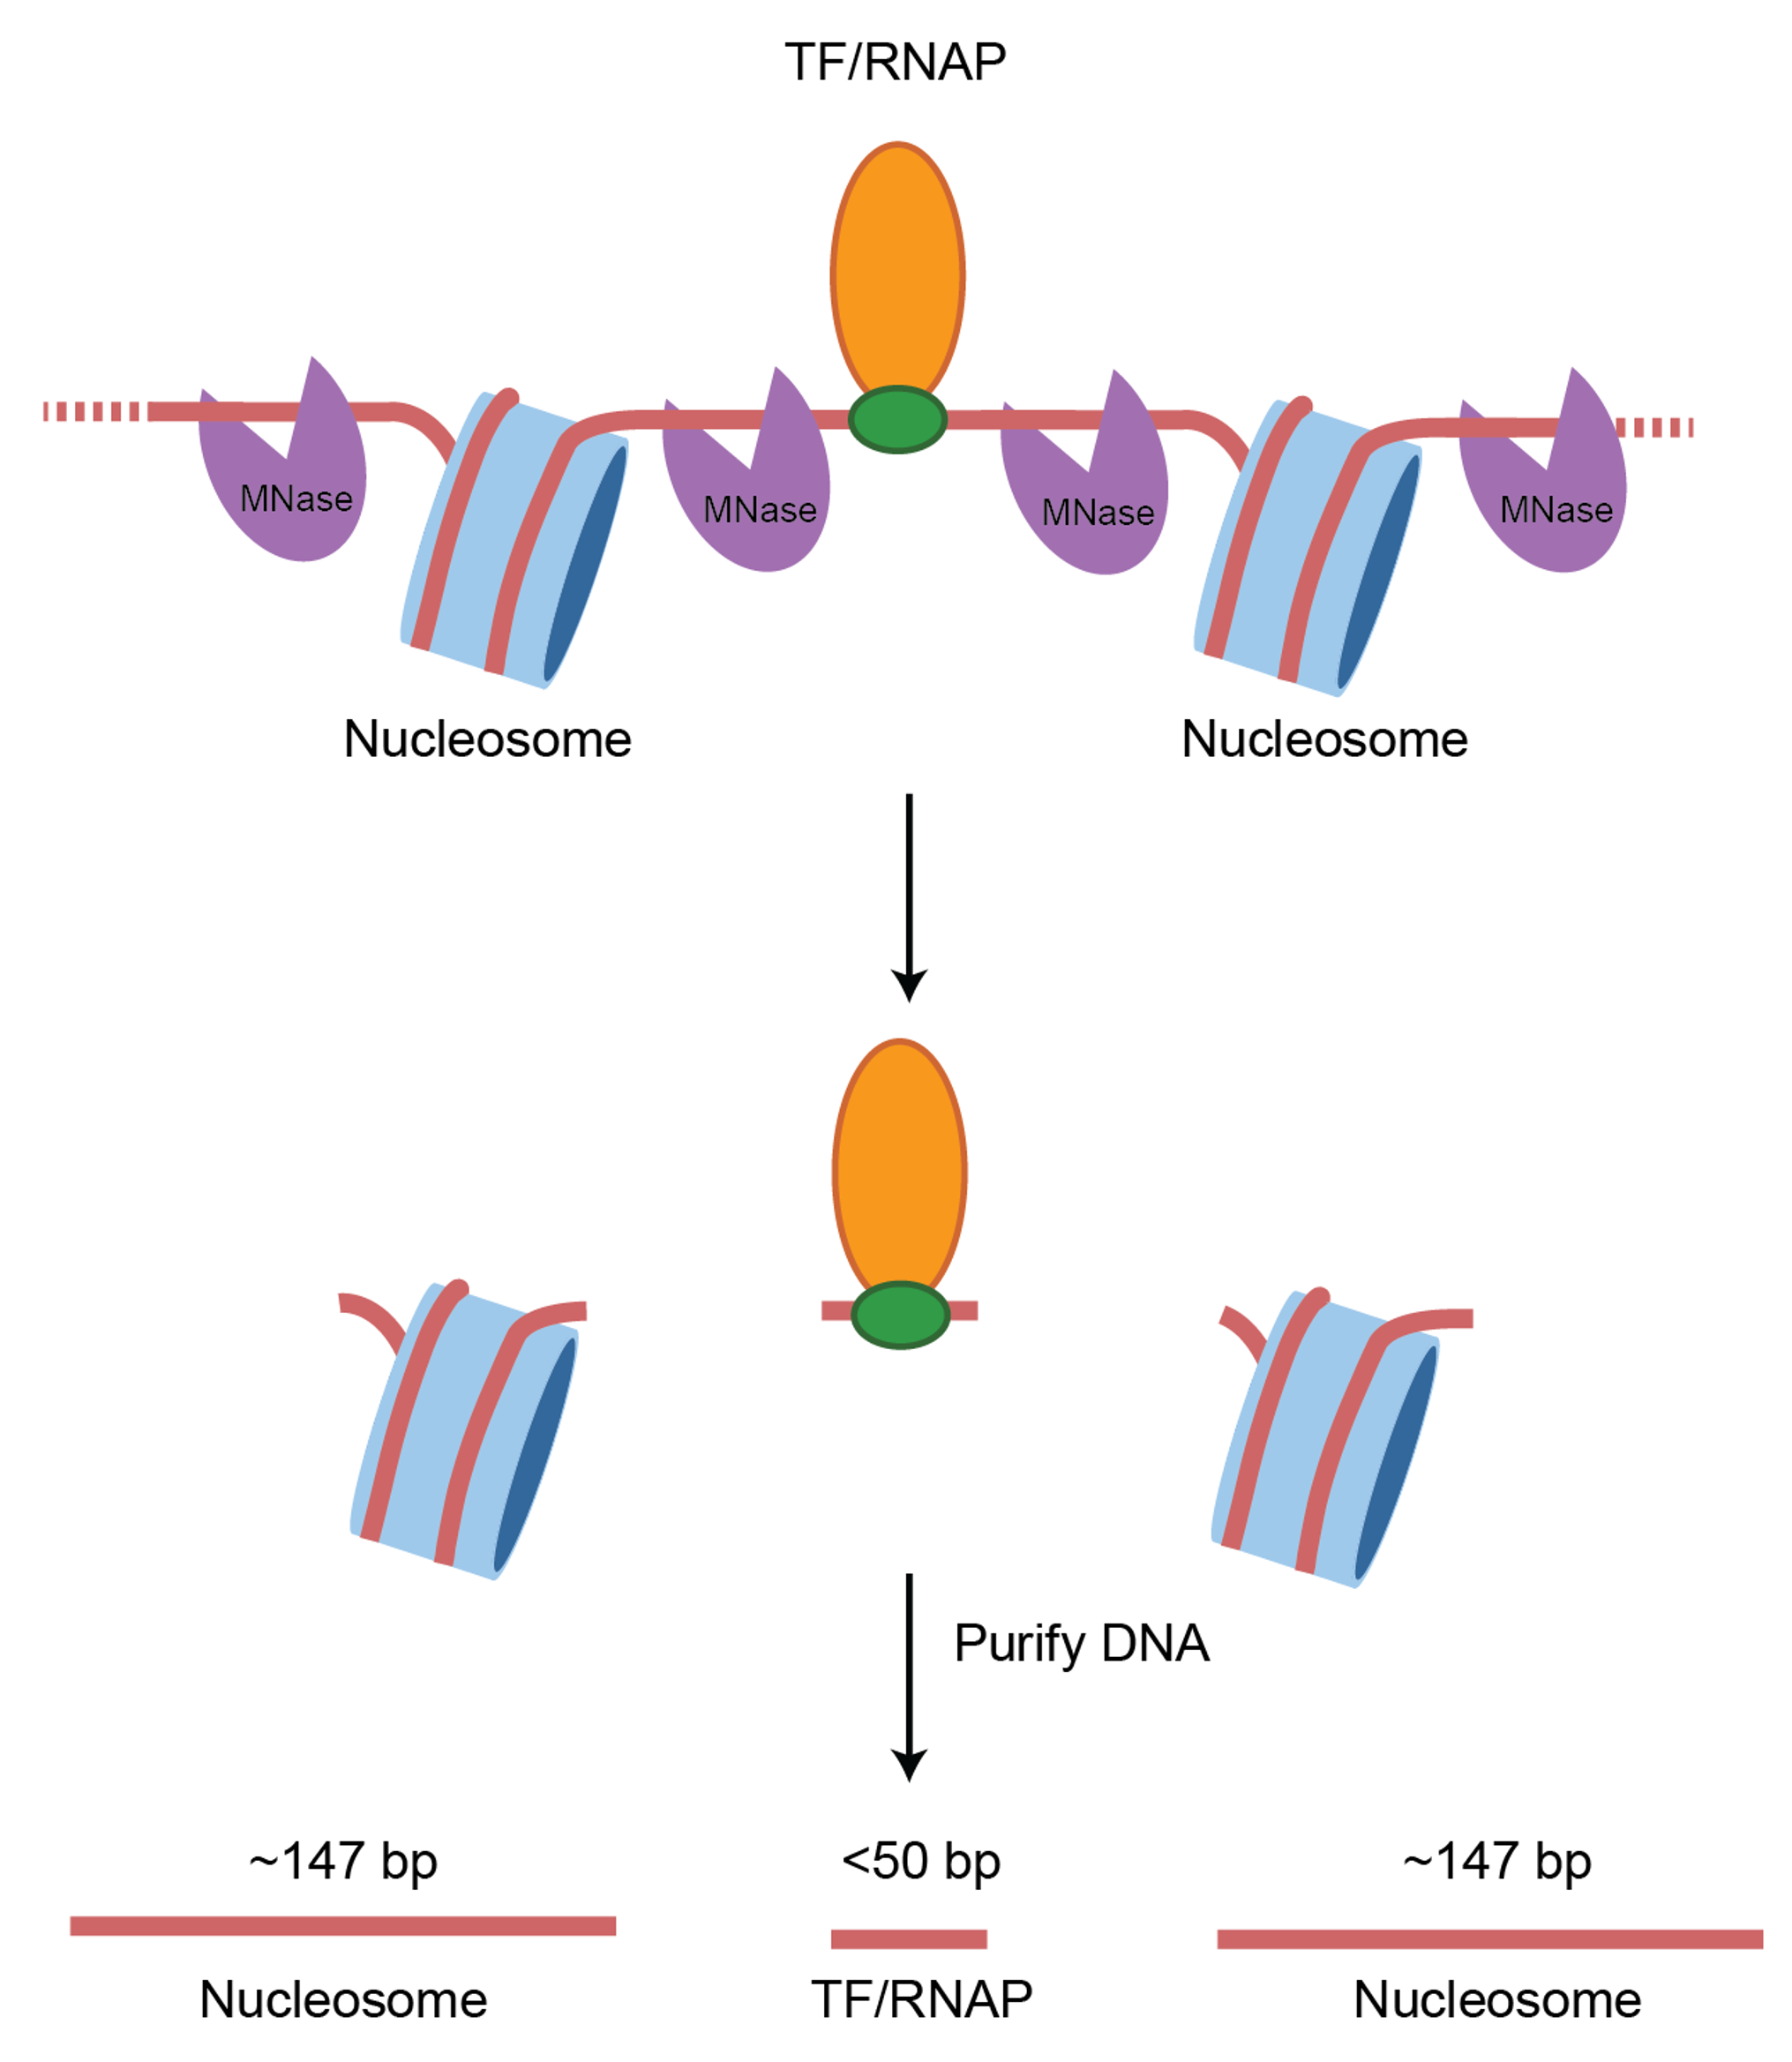 TF/RNAP
MNase
MNase
MNase
MNase
Nucleosome
Nucleosome
Purify DNA
~147 bp
<50 bp
~147 bp
Nucleosome
TF/RNAP
Nucleosome